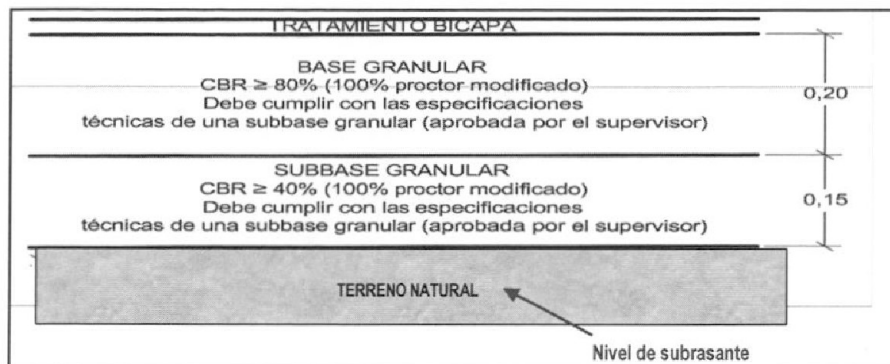 TRATAMIENTO BICAPA
BASE GRANULAR
CBR ≥ 80% (100% proctor modificado)
Debe cumplir con las especificaciones
técnicas de una subbase granular (aprobada por el supervisor)
0,20
SUBBASE GRANULAR
CBR ≥ 40% (100% proctor modificado)
Debe cumplir con las especificaciones
técnicas de una subbase granular (aprobada por el supervisor)
0,15
TERRENO NATURAL
Nivel de subrasante